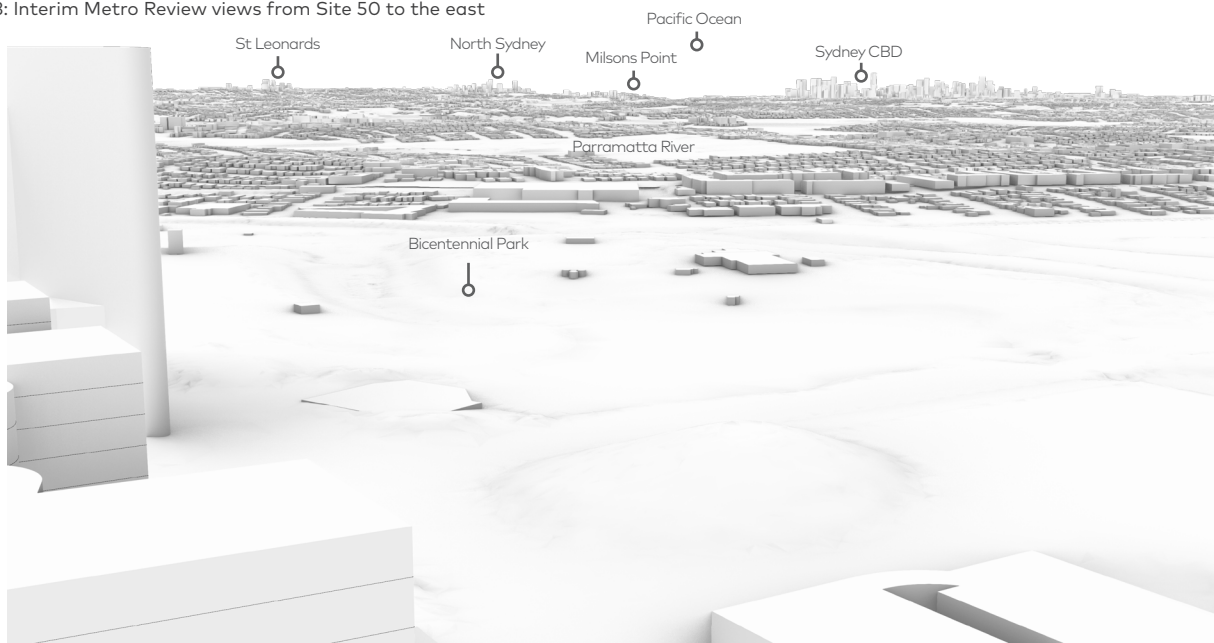 : Interim Metro Review views from Site 50 to the east
Pacific Ocean
St Leonards
North Sydney
Milsons Point
Sydney CBD
Parramatta River
Bicentennial Park